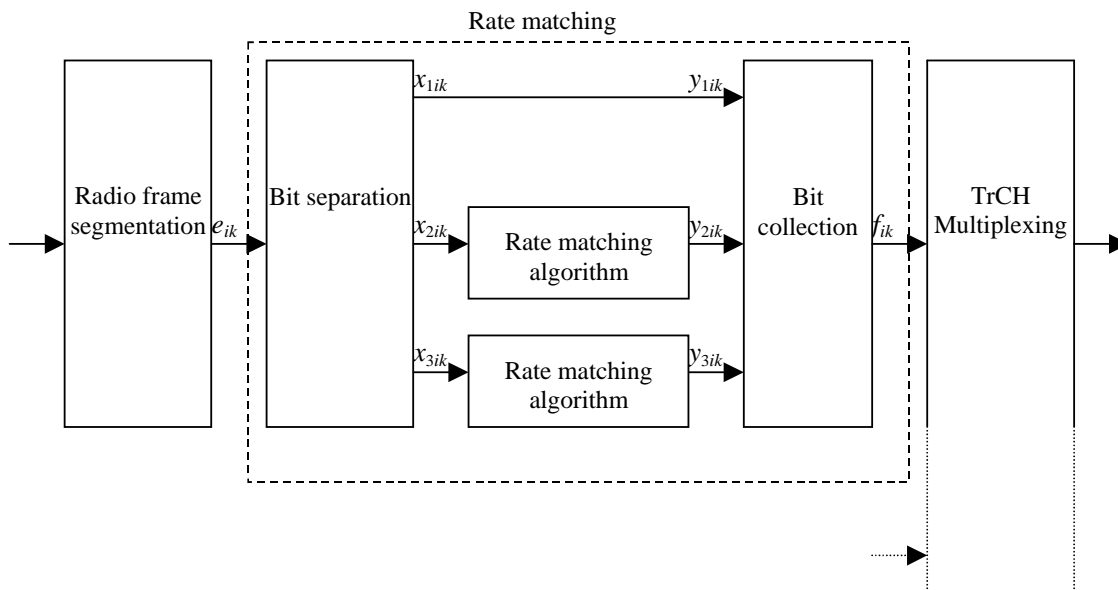 Rate matching
Radio frame
segmentation
e_ik
Bit separation
x_1ik
y_1ik
x_2ik
Rate matching
algorithm
y_2ik
x_3ik
Rate matching
algorithm
y_3ik
Bit
collection
f_ik
TrCH
Multiplexing